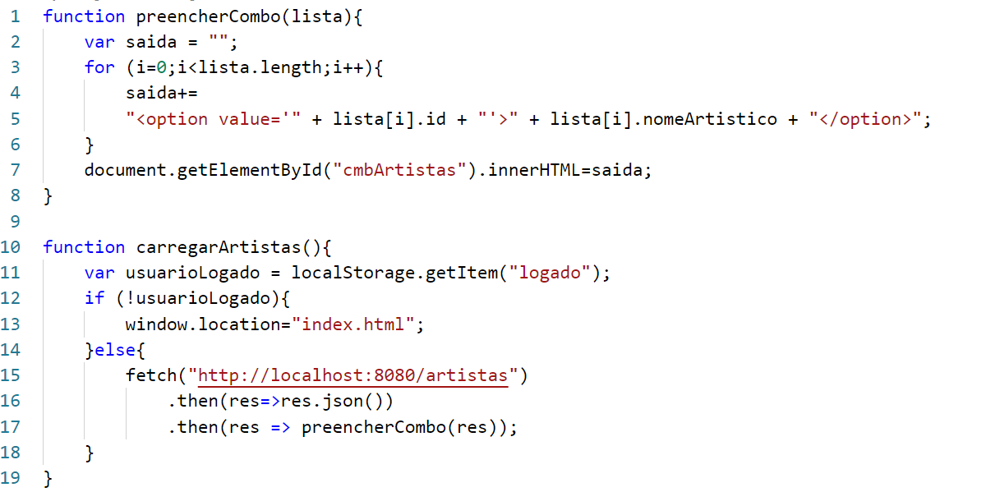 1 function preencherCombo(lista){
2     var saida = "";
3     for (i=0;i<lista.length;i++){
4         saida+=
5         "<option value='" + lista[i].id + "'>" + lista[i].nomeArtistico + "</option>";
6     }
7     document.getElementById("cmbArtistas").innerHTML=saida;
8 }
9
10 function carregarArtistas(){
11     var usuarioLogado = localStorage.getItem("logado");
12     if (!usuarioLogado){
13         window.location="index.html";
14     }else{
15         fetch("http://localhost:8080/artistas")
16             .then(res=>res.json())
17             .then(res => preencherCombo(res));
18     }
19 }